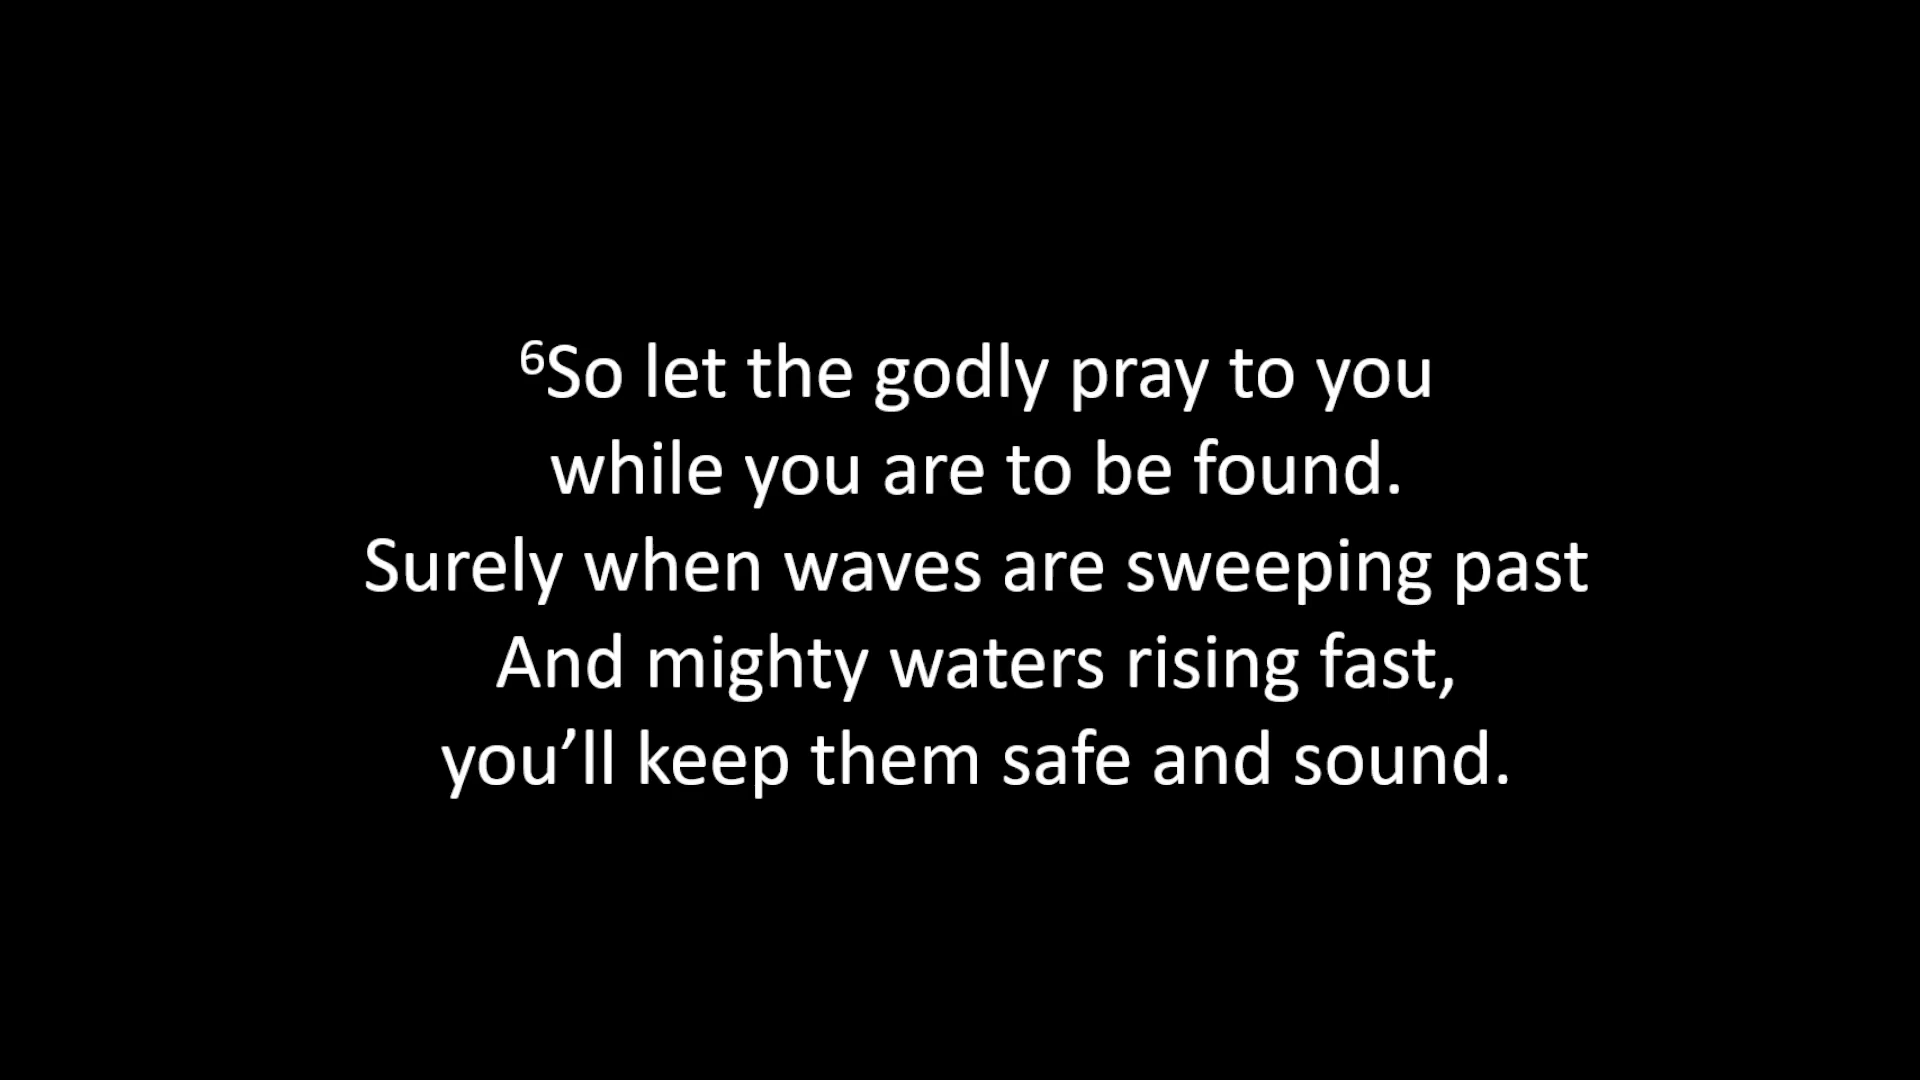 ⁶So let the godly pray to you
while you are to be found.
Surely when waves are sweeping past
And mighty waters rising fast,
you’ll keep them safe and sound.